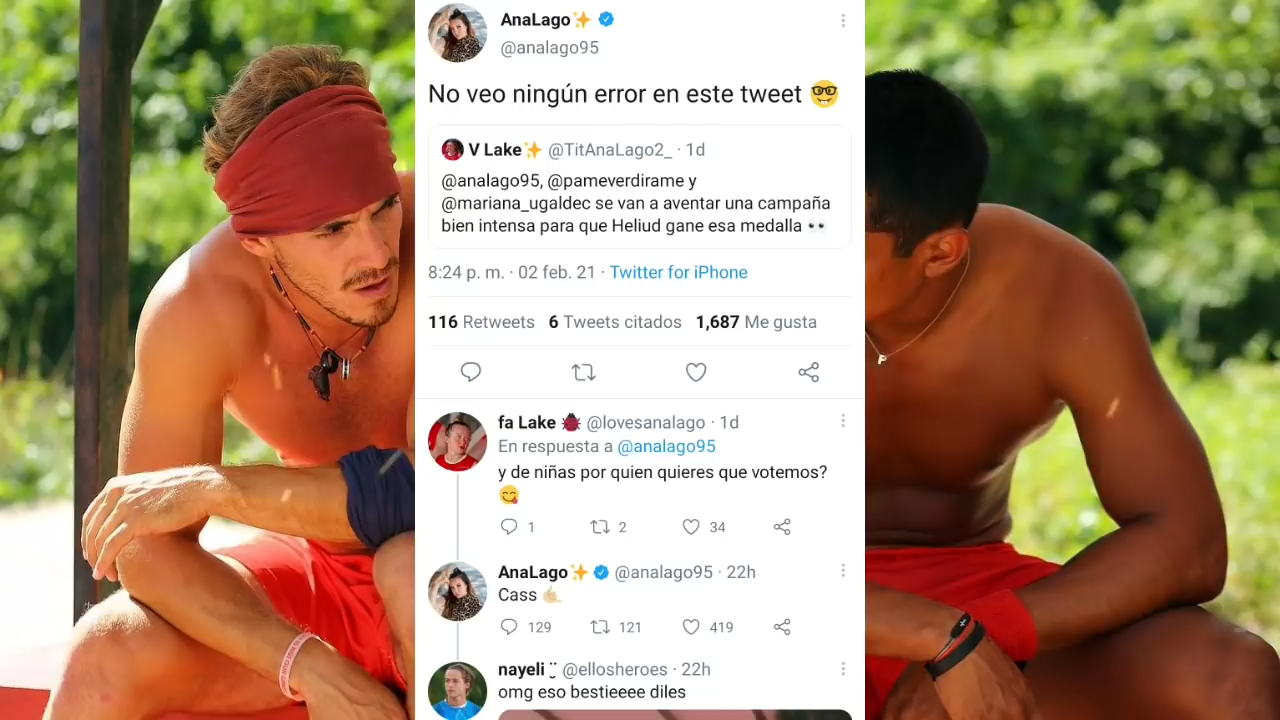 AnaLago✨
@analago95
No veo ningún error en este tweet 🤓
V Lake✨ @TitAnaLago2_ · 1d
@analago95, @pameverdirame y
@mariana_ugaldec se van a aventar una campaña
bien intensa para que Heliud gane esa medalla 👀
8:24 p. m. · 02 feb. 21 · Twitter for iPhone
116 Retweets 6 Tweets citados 1,687 Me gusta
fa Lake 🐞 @lovesanalago · 1d
En respuesta a @analago95
y de niñas por quien quieres que votemos?
😋
1 2 34
AnaLago✨ @analago95 · 22h
Cass 🤙🏼
129 121 419
nayeli ¨̮ @ellosheroes · 22h
omg eso bestieeee diles